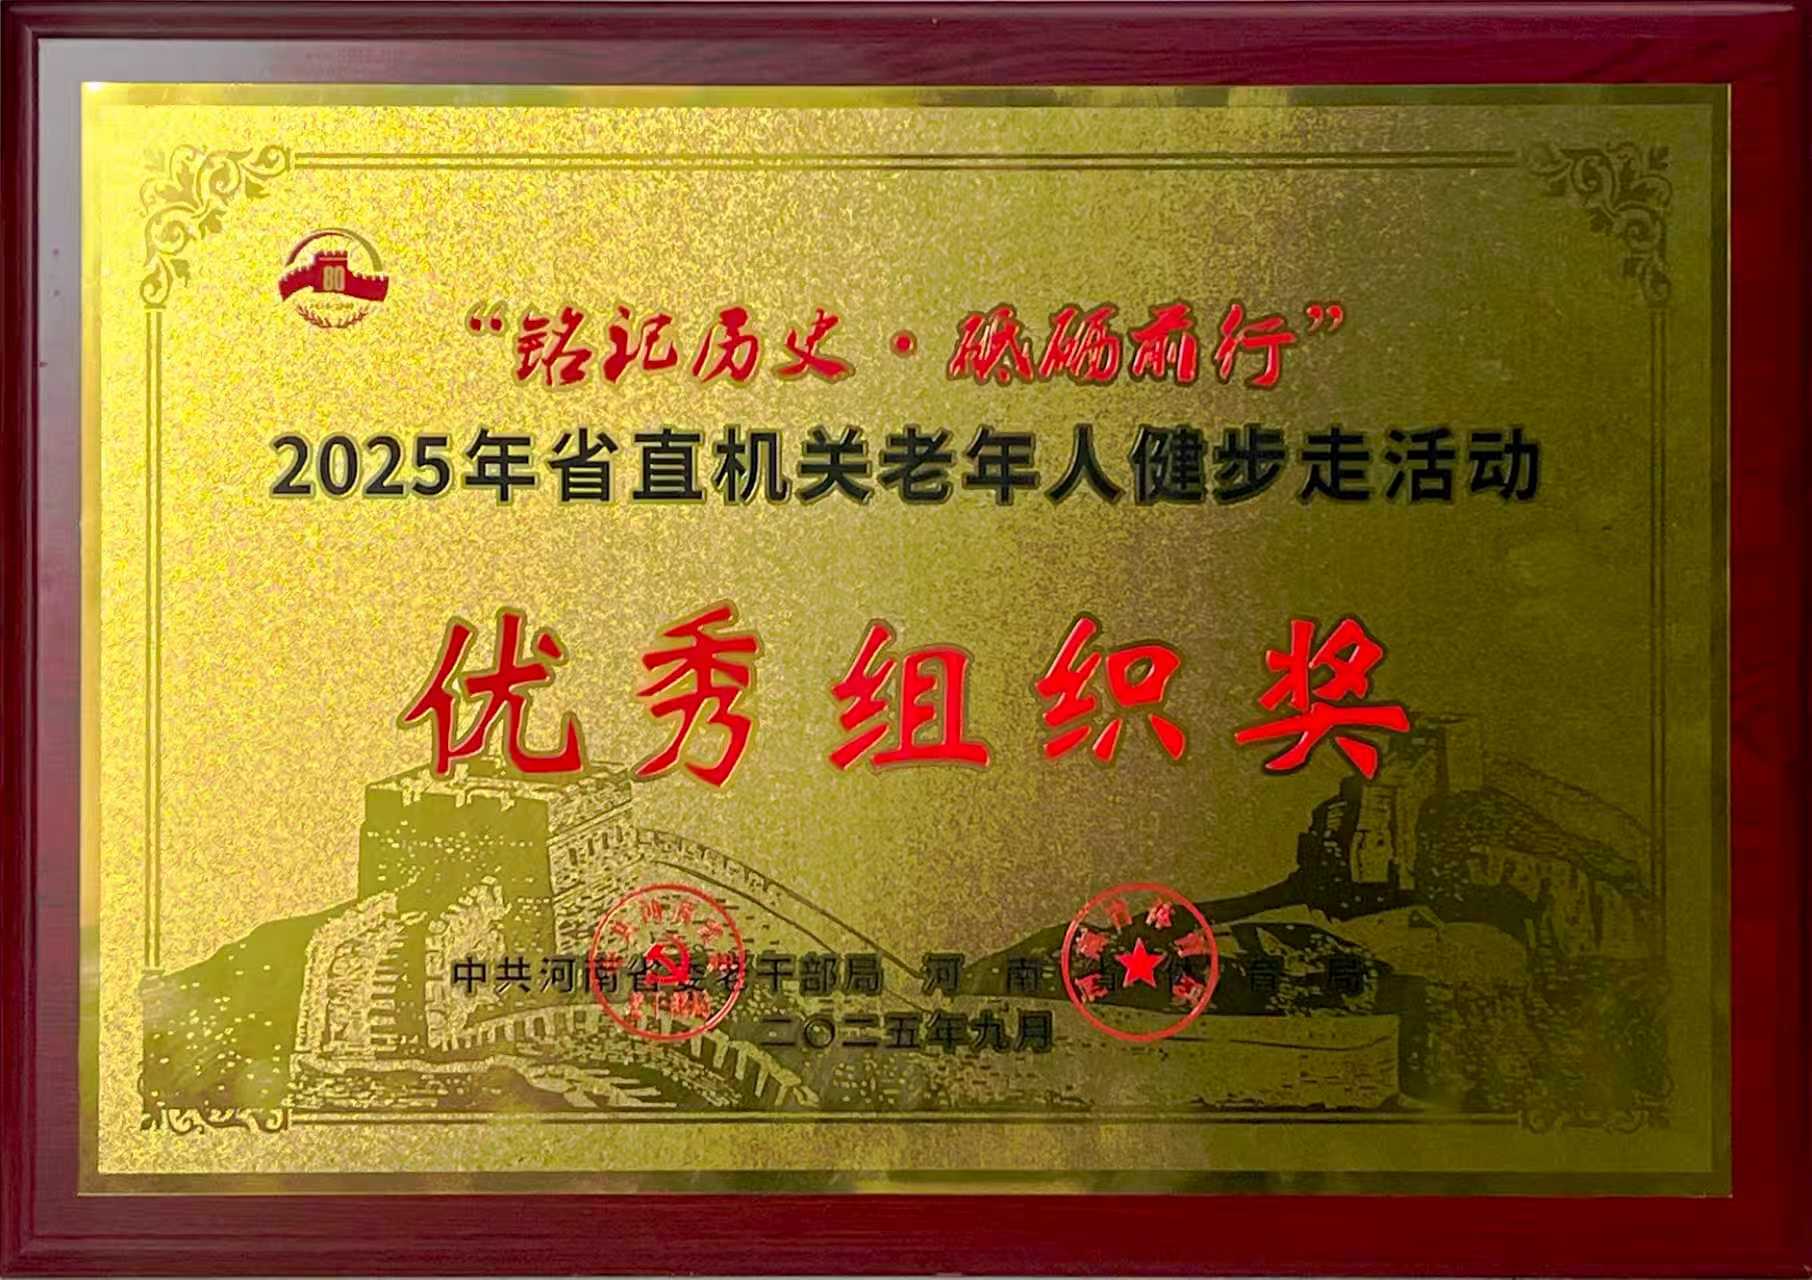 80
“铭记历史·砥砺前行”
2025年省直机关老年人健步走活动
优秀组织奖
中共河南省委老干部局 河南省体育局
二〇二五年九月